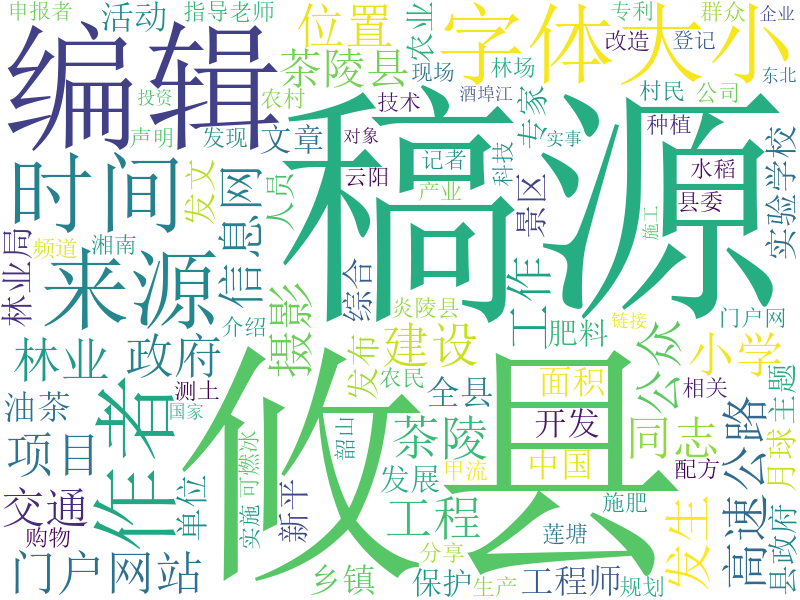 申报者
活动
指导老师
位置
农业
字体大小
专利
群众
企业
改造
登记
编辑
茶陵县
现场
林场
东北
投资
农村
技术
酒埠江
专家
村民
公司
稿源
声明
发现
文章
对象
实事
种植
时间
信息网
发文
人员
记者
科技
云阳
产业
景区
水稻
县委
实验学校
林业局
频道
湘南
来源
综合
工作
施工
摄影
炎陵县
链接
门户网
介绍
肥料
公众
林业
政府
发布
建设
小学
作者
测土
农民
全县
面积
相关
主题
油茶
国家
攸县
韶山
茶陵
开发
同志
高速公路
月球
项目
可燃冰
发展
甲流
中国
配方
交通
单位
新平
工程
施肥
发生
县政府
购物
实施
莲塘
分享
门户网站
乡镇
保护
生产
工程师
规划